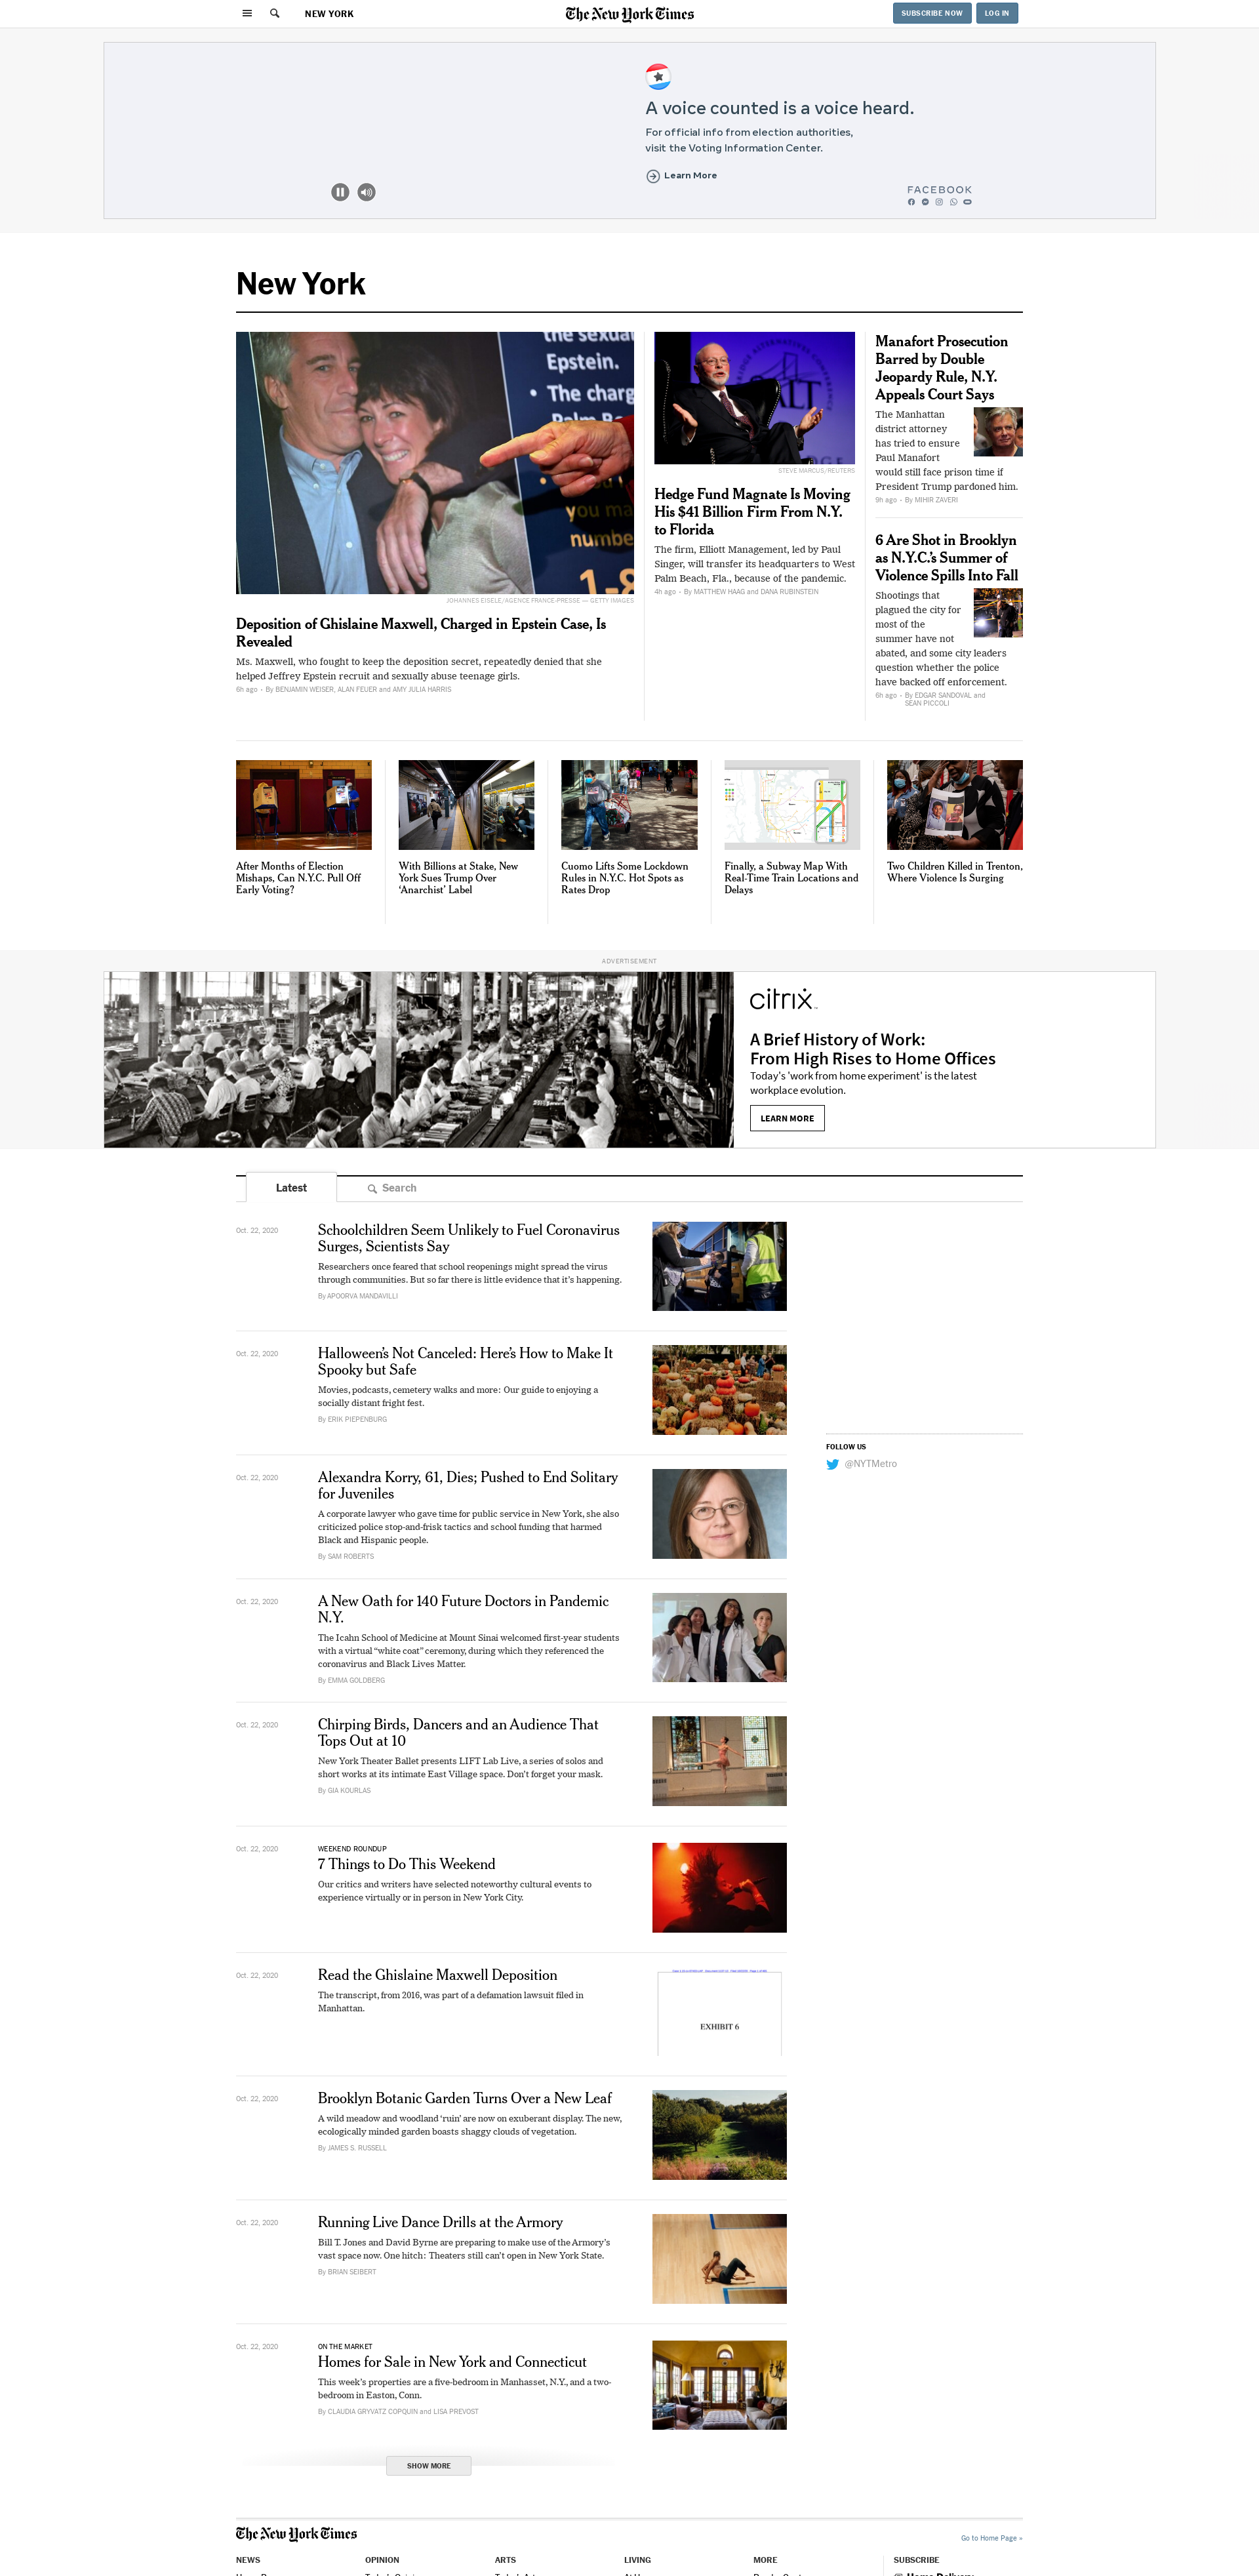 NEW YORK
The New York Times
SUBSCRIBE NOW
LOG IN
A voice counted is a voice heard.
For official info from election authorities,
visit the Voting Information Center.
Learn More
FACEBOOK
New York
the sexual
Epstein.
• The charg
JOHANNES EISELE/AGENCE FRANCE-PRESSE — GETTY IMAGES
Deposition of Ghislaine Maxwell, Charged in Epstein Case, Is
Revealed
Ms. Maxwell, who fought to keep the deposition secret, repeatedly denied that she
helped Jeffrey Epstein recruit and sexually abuse teenage girls.
6h ago - By BENJAMIN WEISER, ALAN FEUER and AMY JULIA HARRIS
STEVE MARCUS/REUTERS
Hedge Fund Magnate Is Moving
His $41 Billion Firm From N.Y.
to Florida
The firm, Elliott Management, led by Paul
Singer, will transfer its headquarters to West
Palm Beach, Fla., because of the pandemic.
4h ago - By MATTHEW HAAG and DANA RUBINSTEIN
Manafort Prosecution
Barred by Double
Jeopardy Rule, N.Y.
Appeals Court Says
The Manhattan
district attorney
has tried to ensure
Paul Manafort
would still face prison time if
President Trump pardoned him.
9h ago - By MIHIR ZAVERI
6 Are Shot in Brooklyn
as N.Y.C.’s Summer of
Violence Spills Into Fall
Shootings that
plagued the city for
most of the
summer have not
abated, and some city leaders
question whether the police
have backed off enforcement.
6h ago - By EDGAR SANDOVAL and
SEAN PICCOLI
After Months of Election
Mishaps, Can N.Y.C. Pull Off
Early Voting?
With Billions at Stake, New
York Sues Trump Over
‘Anarchist’ Label
Cuomo Lifts Some Lockdown
Rules in N.Y.C. Hot Spots as
Rates Drop
Finally, a Subway Map With
Real-Time Train Locations and
Delays
Two Children Killed in Trenton,
Where Violence Is Surging
ADVERTISEMENT
citrix
A Brief History of Work:
From High Rises to Home Offices
Today's 'work from home experiment' is the latest
workplace evolution.
LEARN MORE
Latest
Search
Oct. 22, 2020
Schoolchildren Seem Unlikely to Fuel Coronavirus
Surges, Scientists Say
Researchers once feared that school reopenings might spread the virus
through communities. But so far there is little evidence that it’s happening.
By APOORVA MANDAVILLI
Oct. 22, 2020
Halloween’s Not Canceled: Here’s How to Make It
Spooky but Safe
Movies, podcasts, cemetery walks and more: Our guide to enjoying a
socially distant fright fest.
By ERIK PIEPENBURG
FOLLOW US
@NYTMetro
Oct. 22, 2020
Alexandra Korry, 61, Dies; Pushed to End Solitary
for Juveniles
A corporate lawyer who gave time for public service in New York, she also
criticized police stop-and-frisk tactics and school funding that harmed
Black and Hispanic people.
By SAM ROBERTS
Oct. 22, 2020
A New Oath for 140 Future Doctors in Pandemic
N.Y.
The Icahn School of Medicine at Mount Sinai welcomed first-year students
with a virtual “white coat” ceremony, during which they referenced the
coronavirus and Black Lives Matter.
By EMMA GOLDBERG
Oct. 22, 2020
Chirping Birds, Dancers and an Audience That
Tops Out at 10
New York Theater Ballet presents LIFT Lab Live, a series of solos and
short works at its intimate East Village space. Don’t forget your mask.
By GIA KOURLAS
Oct. 22, 2020
WEEKEND ROUNDUP
7 Things to Do This Weekend
Our critics and writers have selected noteworthy cultural events to
experience virtually or in person in New York City.
Oct. 22, 2020
Read the Ghislaine Maxwell Deposition
The transcript, from 2016, was part of a defamation lawsuit filed in
Manhattan.
EXHIBIT 6
Oct. 22, 2020
Brooklyn Botanic Garden Turns Over a New Leaf
A wild meadow and woodland ‘ruin’ are now on exuberant display. The new,
ecologically minded garden boasts shaggy clouds of vegetation.
By JAMES S. RUSSELL
Oct. 22, 2020
Running Live Dance Drills at the Armory
Bill T. Jones and David Byrne are preparing to make use of the Armory’s
vast space now. One hitch: Theaters still can’t open in New York State.
By BRIAN SEIBERT
Oct. 22, 2020
ON THE MARKET
Homes for Sale in New York and Connecticut
This week’s properties are a five-bedroom in Manhasset, N.Y., and a two-
bedroom in Easton, Conn.
By CLAUDIA GRYVATZ COPQUIN and LISA PREVOST
SHOW MORE
The New York Times
Go to Home Page »
NEWS
OPINION
ARTS
LIVING
MORE
SUBSCRIBE